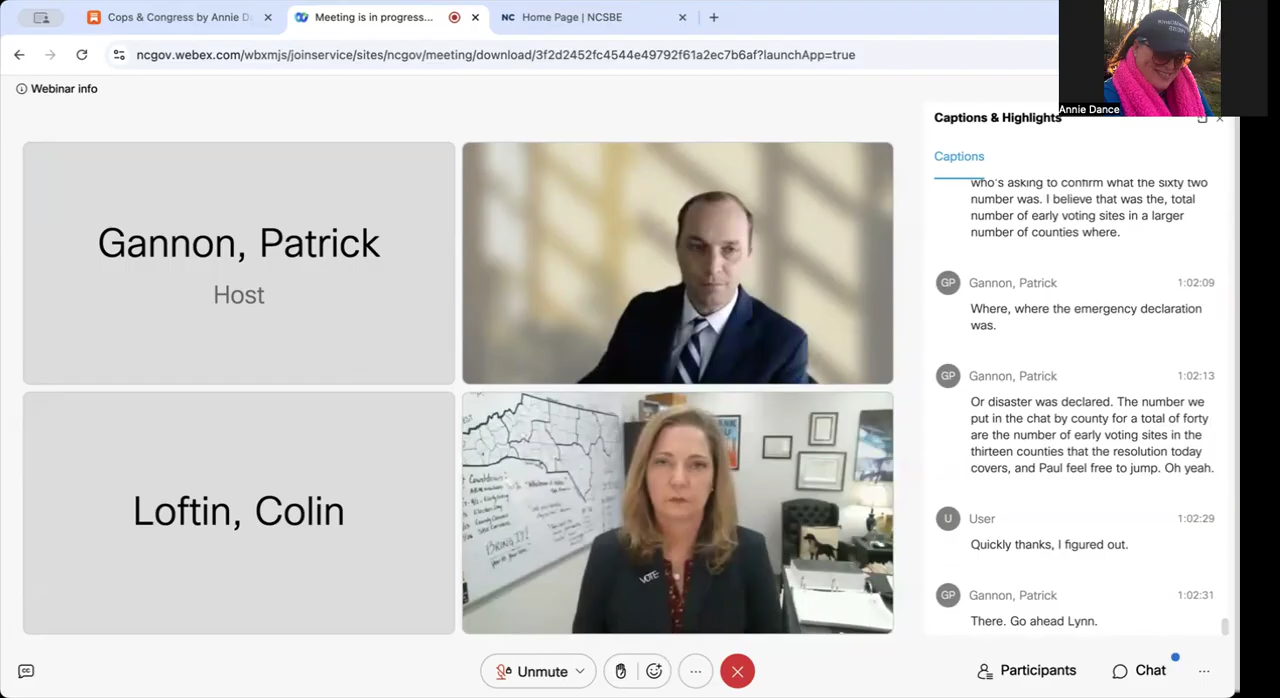 Cops & Congress by Annie D
Meeting is in progress...
NC Home Page | NCSBE
ncgov.webex.com/wbxmjs/joinservice/sites/ncgov/meeting/download/3f2d2452fc4544e49792f61a2ec7b6af?launchApp=true
Annie Dance
Webinar info
Gannon, Patrick
Host
Loftin, Colin
Countdown:
BRING IT!
VOTE
Captions & Highlights
Captions
who's asking to confirm what the sixty two
number was. I believe that was the, total
number of early voting sites in a larger
number of counties where.
GP Gannon, Patrick 1:02:09
Where, where the emergency declaration
was.
GP Gannon, Patrick 1:02:13
Or disaster was declared. The number we
put in the chat by county for a total of forty
are the number of early voting sites in the
thirteen counties that the resolution today
covers, and Paul feel free to jump. Oh yeah.
U User 1:02:29
Quickly thanks, I figured out.
GP Gannon, Patrick 1:02:31
There. Go ahead Lynn.
Unmute
Participants
Chat